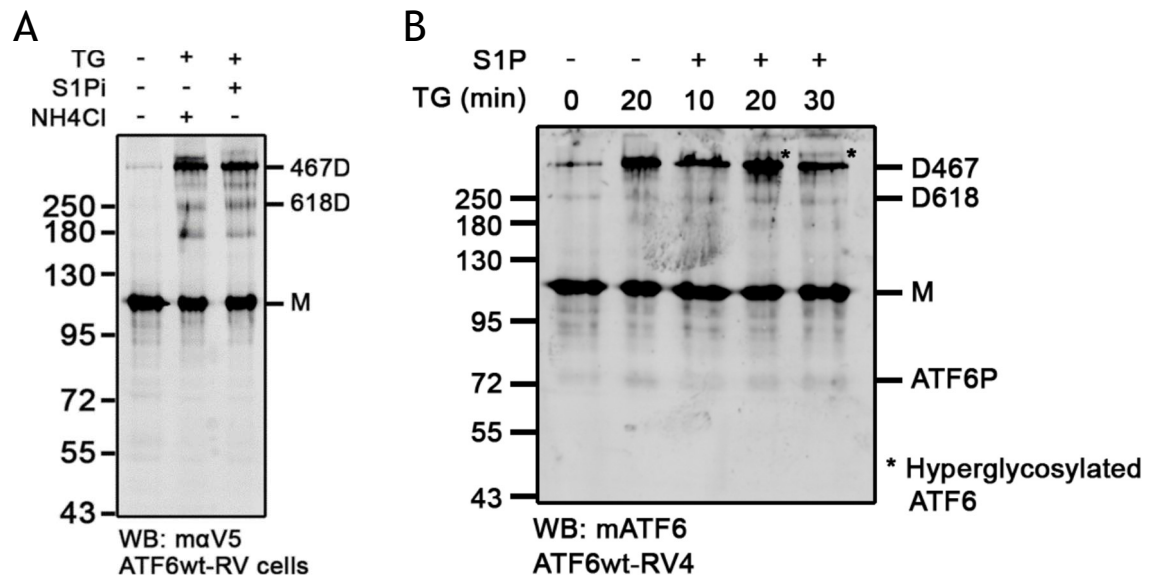 A
TG - + +
S1Pi - - +
NH4Cl - + -
467D
618D
250
180
130
M
95
72
55
43
WB: mαV5
ATF6wt-RV cells
B
S1P - - + + +
TG (min) 0 20 10 20 30
* *
D467
D618
250
180
130
M
95
ATF6P
72
55
* Hyperglycosylated
ATF6
43
WB: mATF6
ATF6wt-RV4